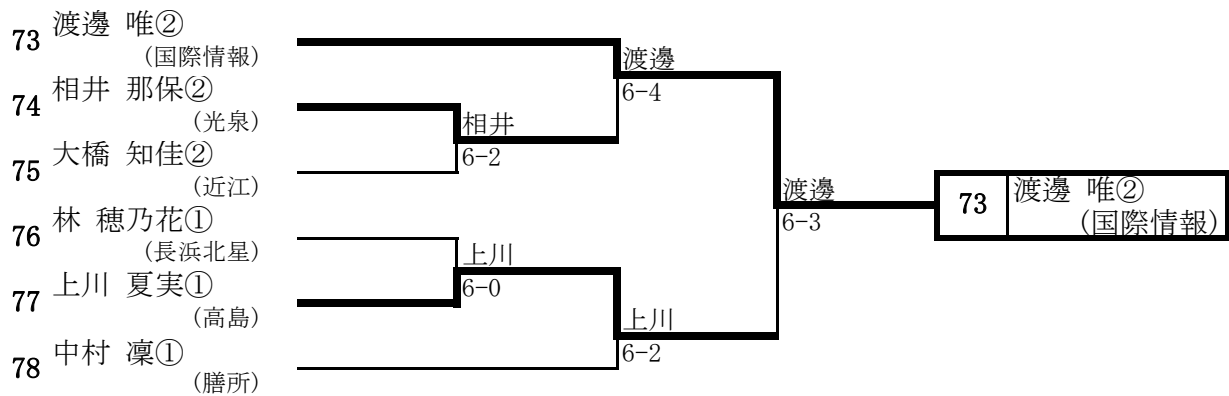 73 渡邊 唯②
(国際情報)
74 相井 那保②
(光泉)
75 大橋 知佳②
(近江)
76 林 穂乃花①
(長浜北星)
77 上川 夏実①
(高島)
78 中村 凜①
(膳所)
相井
6-2
上川
6-0
渡邊
6-4
上川
6-2
渡邊
6-3
73 渡邊 唯②
(国際情報)